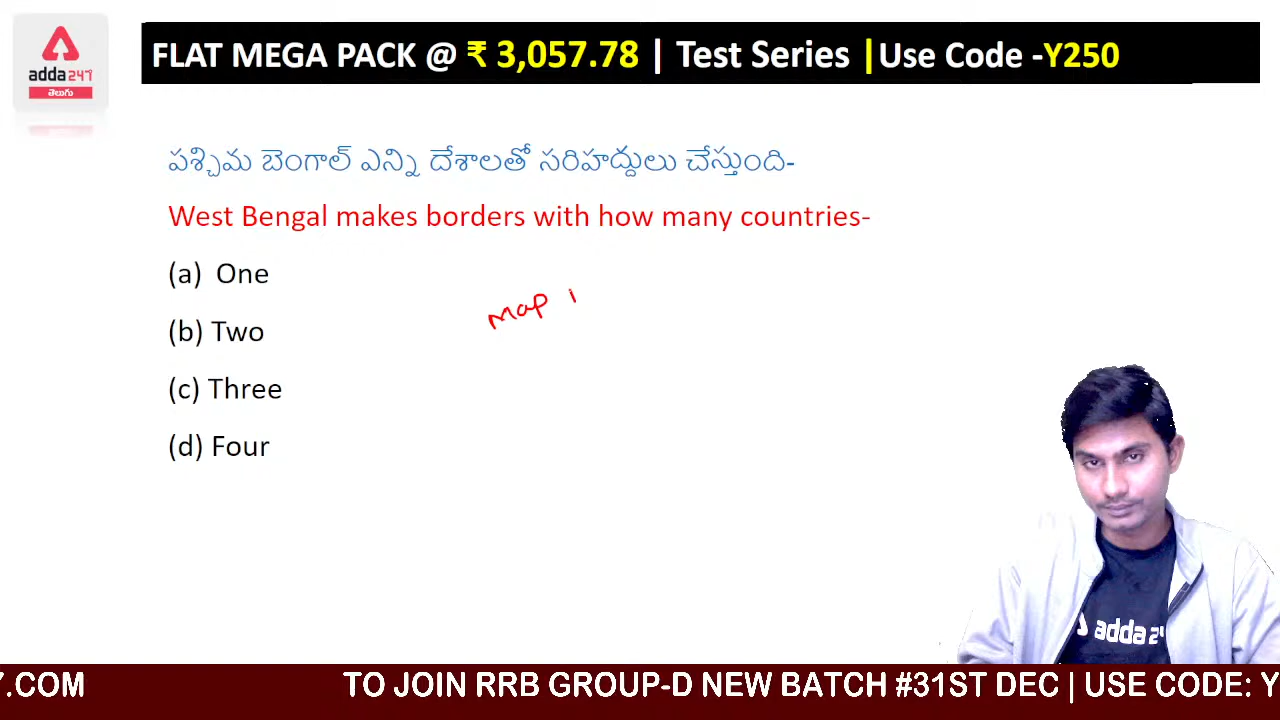 FLAT MEGA PACK @ ₹ 3,057.78 | Test Series |Use Code -Y250
adda247
తెలుగు
పశ్చిమ బెంగాల్ ఎన్ని దేశాలతో సరిహద్దులు చేస్తుంది-
West Bengal makes borders with how many countries-
(a) One
Map
(b) Two
(c) Three
(d) Four
adda 24
7.COM TO JOIN RRB GROUP-D NEW BATCH #31ST DEC | USE CODE: Y